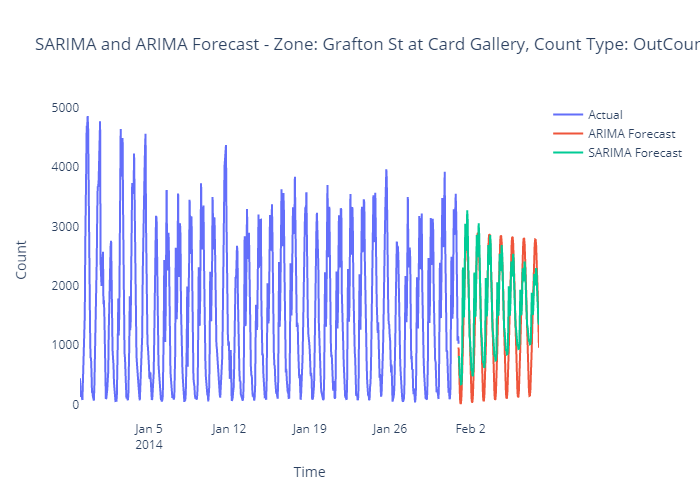 SARIMA and ARIMA Forecast - Zone: Grafton St at Card Gallery, Count Type: OutCour
Actual
ARIMA Forecast
SARIMA Forecast
Count
5000
4000
3000
2000
1000
0
Jan 5
2014
Jan 12
Jan 19
Jan 26
Feb 2
Time